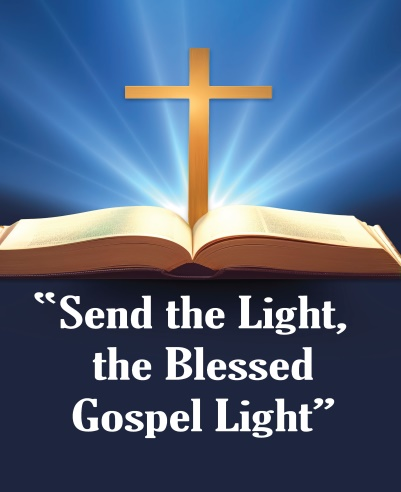 “Send the Light,
the Blessed
Gospel Light”